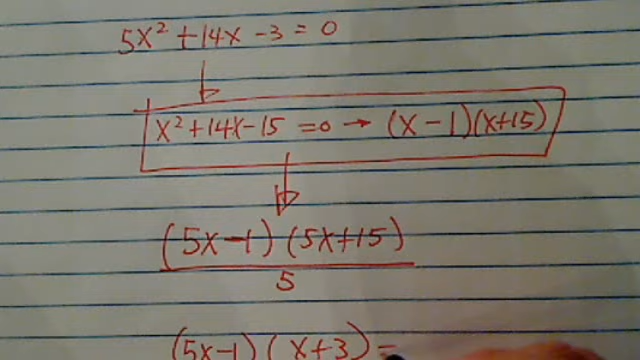 5x² + 14x - 3 = 0
x² + 14x - 15 = 0 → (x - 1)(x + 15)
(5x - 1) (5x + 15)
5
(5x - 1) (x + 3) =